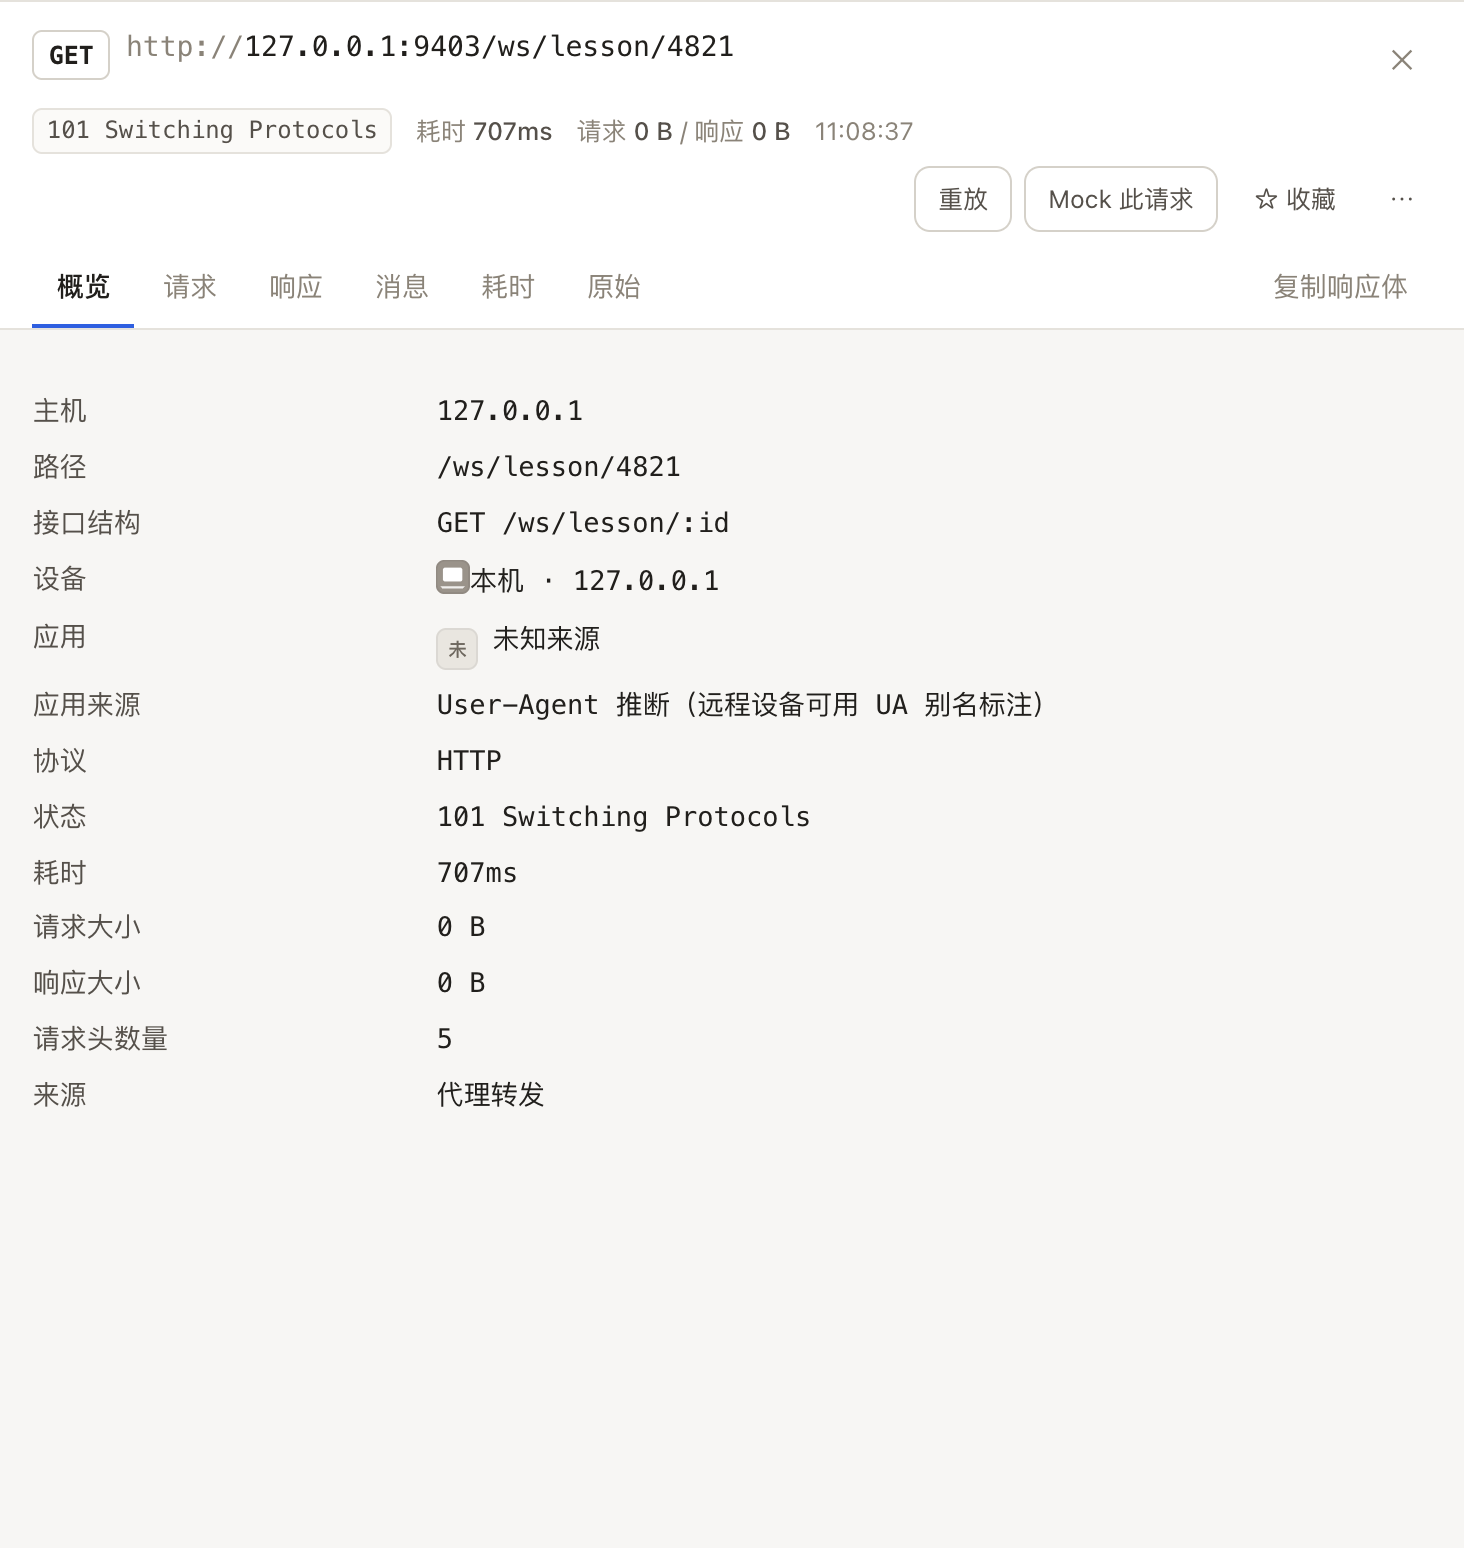 GET http://127.0.0.1:9403/ws/lesson/4821
101 Switching Protocols 耗时 707ms 请求 0 B / 响应 0 B 11:08:37
重放 Mock 此请求 收藏 ···
概览 请求 响应 消息 耗时 原始 复制响应体
主机 127.0.0.1
路径 /ws/lesson/4821
接口结构 GET /ws/lesson/:id
设备 本机 · 127.0.0.1
应用 未 未知来源
应用来源 User-Agent 推断（远程设备可用 UA 别名标注）
协议 HTTP
状态 101 Switching Protocols
耗时 707ms
请求大小 0 B
响应大小 0 B
请求头数量 5
来源 代理转发